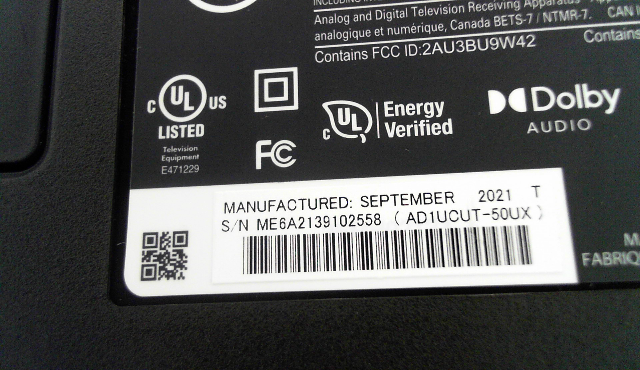 Analog and Digital Television Receiving Apparatus
analogique et numérique, Canada BETS-7 / NTMR-7. CAN I
Contains FCC ID:2AU3BU9W42
Contains
C UL US
LISTED
Television
Equipment
E471229
FC
C UL
Energy
Verified
Dolby
AUDIO
MANUFACTURED: SEPTEMBER 2021 T
S/N ME6A2139102558 ( AD1UCUT-50UX )
M
FABRIQ